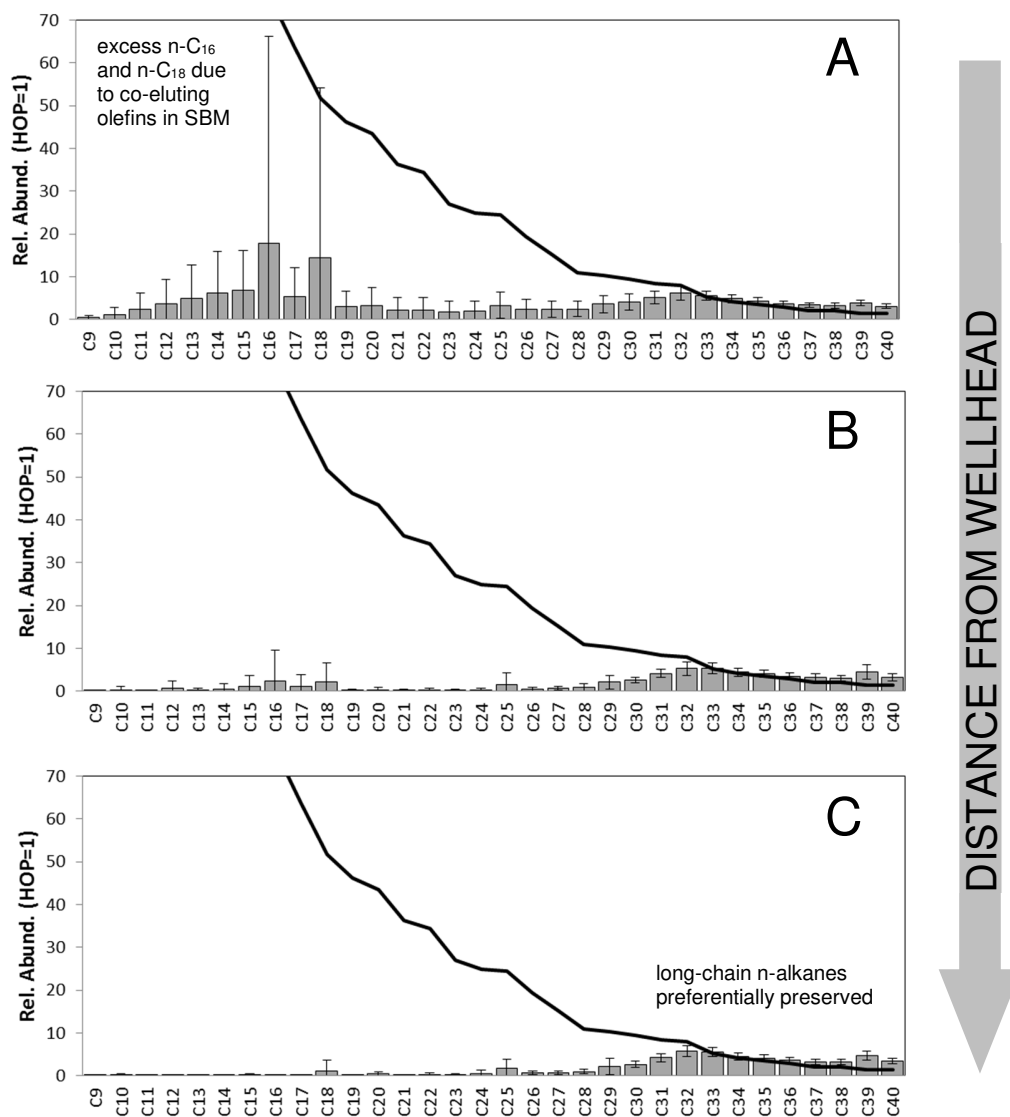 70
60
50
40
30
20
10
0
Rel. Abund. (HOP=1)
excess n-C₁₆
and n-C₁₈ due
to co-eluting
olefins in SBM
A
C9 C10 C11 C12 C13 C14 C15 C16 C17 C18 C19 C20 C21 C22 C23 C24 C25 C26 C27 C28 C29 C30 C31 C32 C33 C34 C35 C36 C37 C38 C39 C40
70
60
50
40
30
20
10
0
Rel. Abund. (HOP=1)
B
C9 C10 C11 C12 C13 C14 C15 C16 C17 C18 C19 C20 C21 C22 C23 C24 C25 C26 C27 C28 C29 C30 C31 C32 C33 C34 C35 C36 C37 C38 C39 C40
70
60
50
40
30
20
10
0
Rel. Abund. (HOP=1)
C
long-chain n-alkanes
preferentially preserved
C9 C10 C11 C12 C13 C14 C15 C16 C17 C18 C19 C20 C21 C22 C23 C24 C25 C26 C27 C28 C29 C30 C31 C32 C33 C34 C35 C36 C37 C38 C39 C40
DISTANCE FROM WELLHEAD